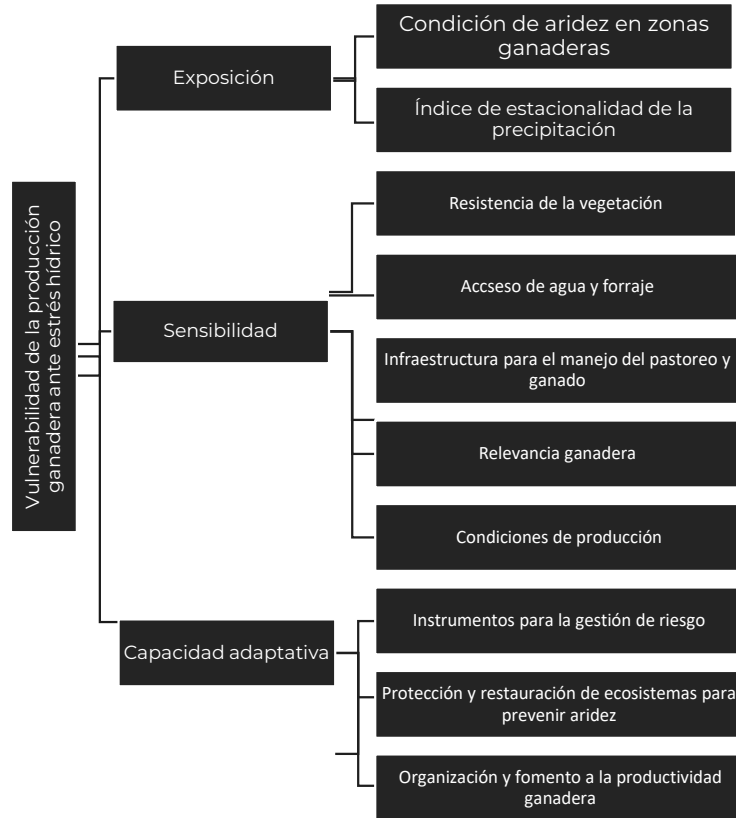 Vulnerabilidad de la producción
ganadera ante estrés hídrico
Exposición
Condición de aridez en zonas
ganaderas
Índice de estacionalidad de la
precipitación
Sensibilidad
Resistencia de la vegetación
Accseso de agua y forraje
Infraestructura para el manejo del pastoreo y
ganado
Relevancia ganadera
Condiciones de producción
Capacidad adaptativa
Instrumentos para la gestión de riesgo
Protección y restauración de ecosistemas para
prevenir aridez
Organización y fomento a la productividad
ganadera